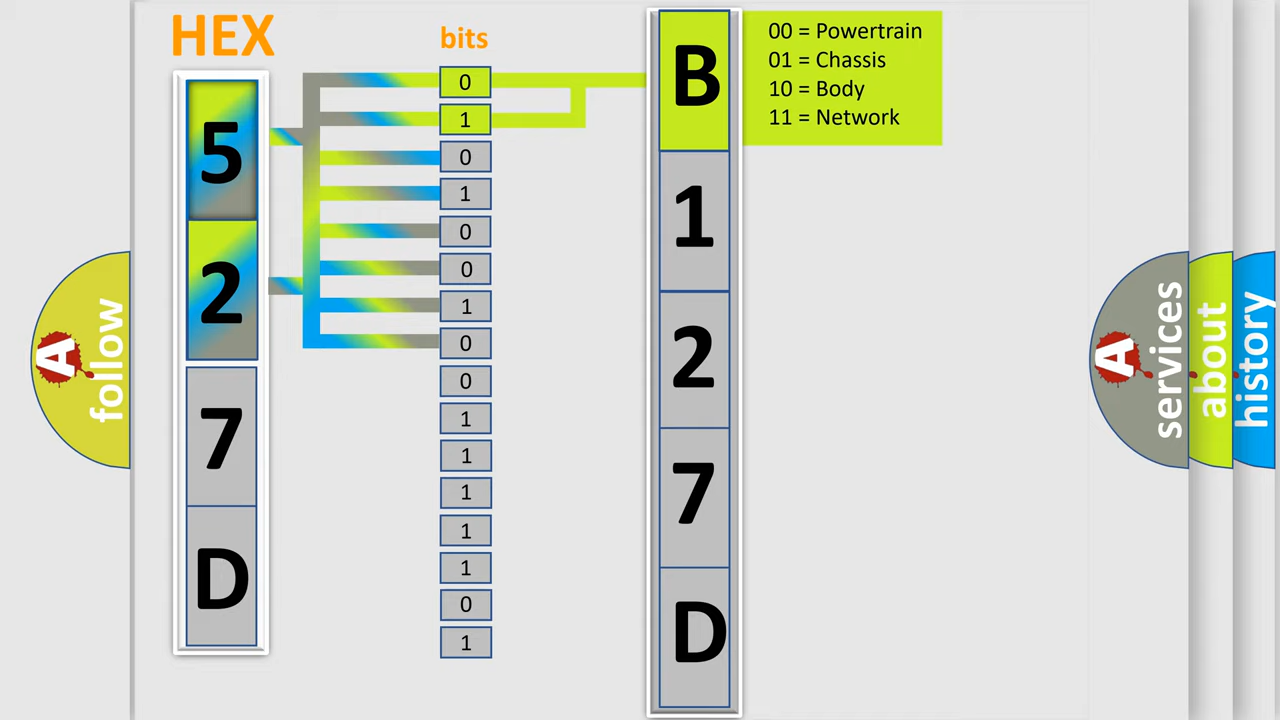 HEX
bits
5
2
7
D
0
1
0
1
0
0
1
0
0
1
1
1
1
1
0
1
B
1
2
7
D
00 = Powertrain
01 = Chassis
10 = Body
11 = Network
A
follow
A
services
about
history